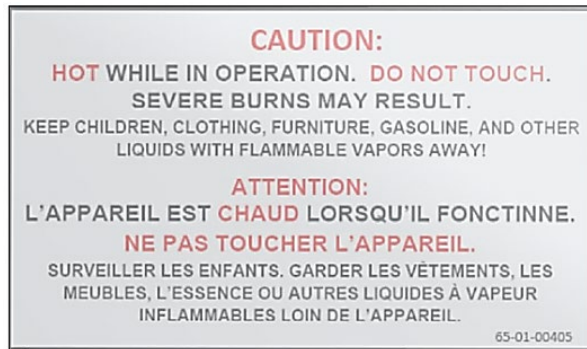 CAUTION:
HOT WHILE IN OPERATION. DO NOT TOUCH.
SEVERE BURNS MAY RESULT.
KEEP CHILDREN, CLOTHING, FURNITURE, GASOLINE, AND OTHER
LIQUIDS WITH FLAMMABLE VAPORS AWAY!
ATTENTION:
L'APPAREIL EST CHAUD LORSQU'IL FONCTINNE.
NE PAS TOUCHER L'APPAREIL.
SURVEILLER LES ENFANTS. GARDER LES VÊTEMENTS, LES
MEUBLES, L'ESSENCE OU AUTRES LIQUIDES À VAPEUR
INFLAMMABLES LOIN DE L'APPAREIL.
65-01-00405